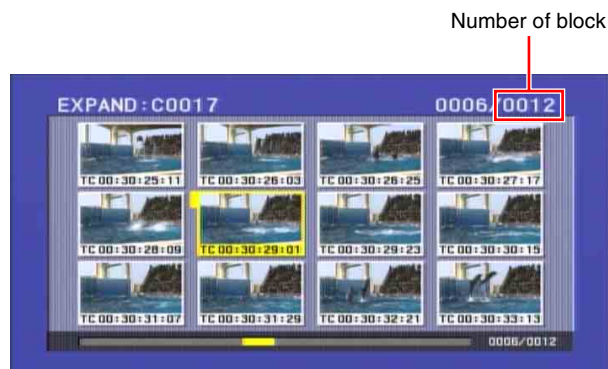 Number of block
EXPAND:C0017 0006/0012
TC 00:30:25:11 TC 00:30:26:03 TC 00:30:26:25 TC 00:30:27:17
TC 00:30:28:09 TC 00:30:29:01 TC 00:30:29:23 TC 00:30:30:15
TC 00:30:31:07 TC 00:30:31:29 TC 00:30:32:21 TC 00:30:33:13
0006/0012